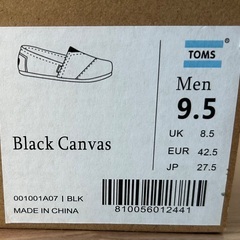 TOMS
Men
9.5
UK 8.5
EUR 42.5
JP 27.5
Black Canvas
001001A07 | BLK
MADE IN CHINA
810056012441